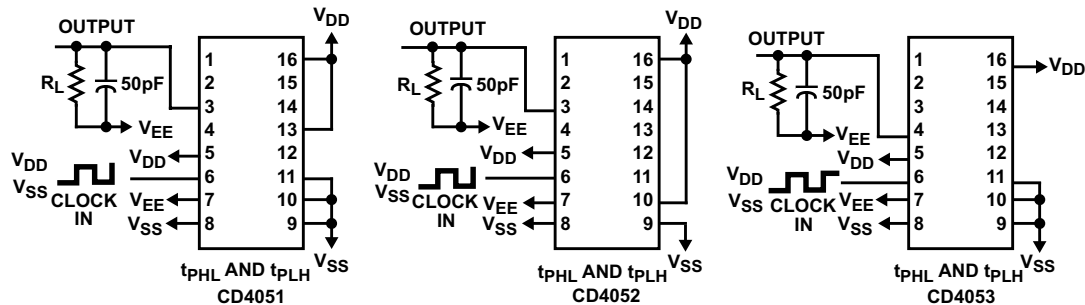 OUTPUT
R_L
50pF
V_EE
V_DD
V_SS
CLOCK
IN
V_DD
V_EE
V_SS
1
2
3
4
5
6
7
8
16
15
14
13
12
11
10
9
V_DD
V_SS
t_PHL AND t_PLH
CD4051
OUTPUT
R_L
50pF
V_EE
V_DD
V_SS
CLOCK
IN
V_DD
V_EE
V_SS
1
2
3
4
5
6
7
8
16
15
14
13
12
11
10
9
V_DD
V_SS
t_PHL AND t_PLH
CD4052
OUTPUT
R_L
50pF
V_EE
V_DD
V_SS
CLOCK
IN
V_DD
V_EE
V_SS
1
2
3
4
5
6
7
8
16
15
14
13
12
11
10
9
V_DD
V_SS
t_PHL AND t_PLH
CD4053